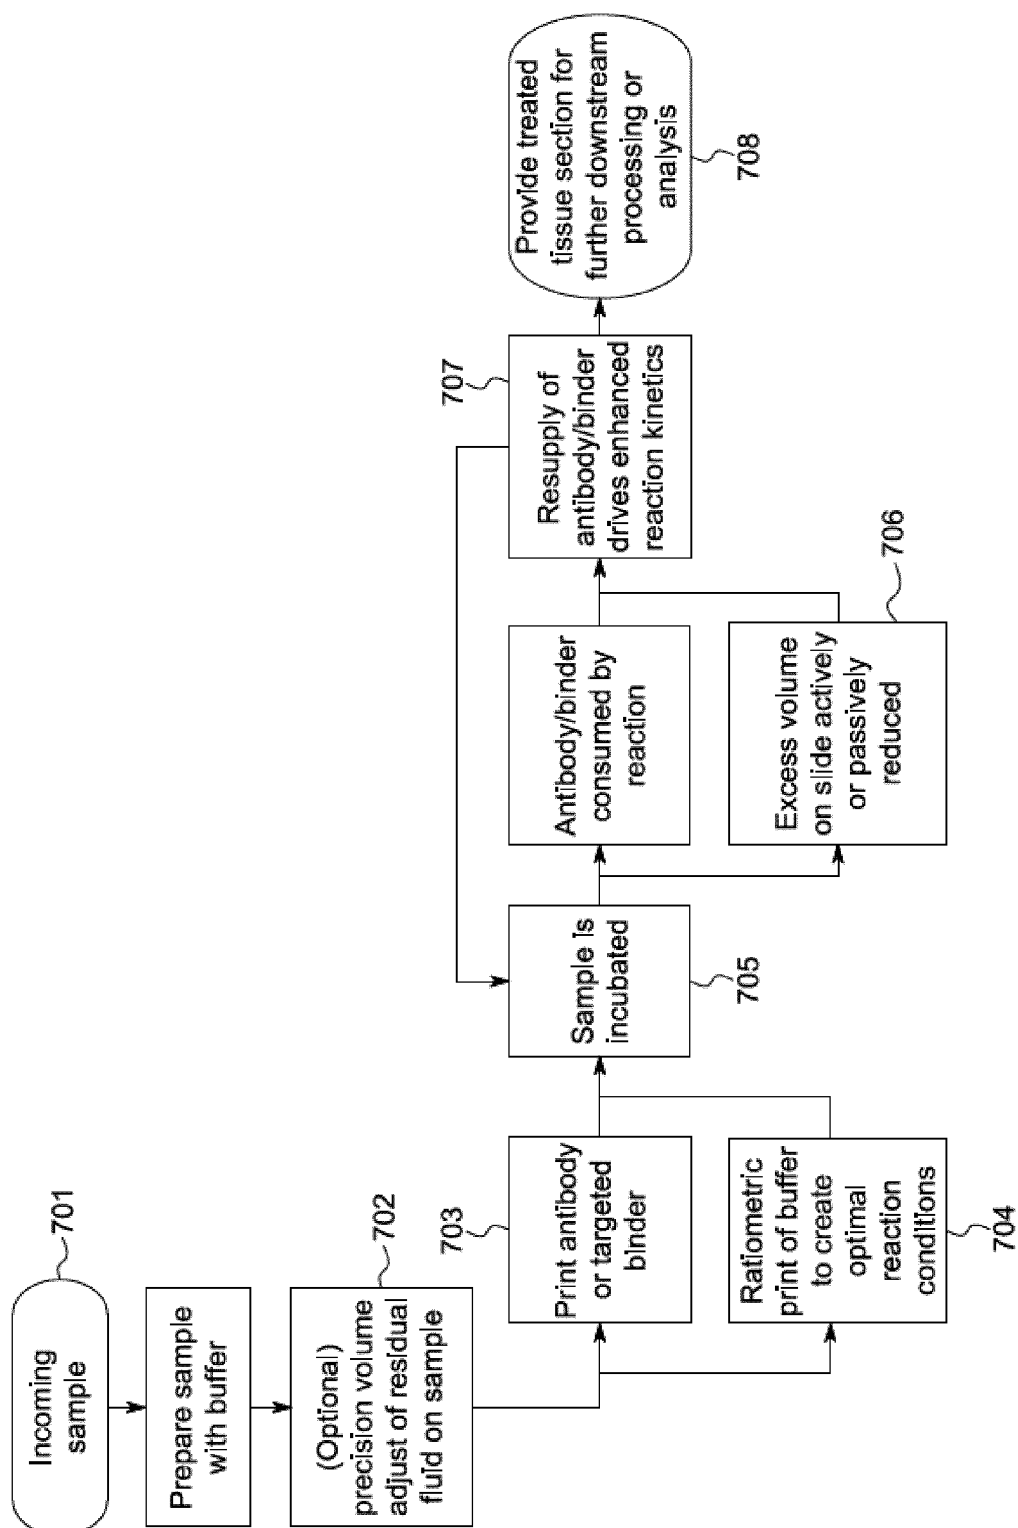 Incoming
sample
701
Prepare sample
with buffer
(Optional)
precision volume
adjust of residual
fluid on sample
702
703
Print antibody
or targeted
binder
Ratiometric
print of buffer
to create
optimal
reaction
conditions
704
Sample is
incubated
705
Antibody/binder
consumed by
reaction
Excess volume
on slide actively
or passively
reduced
706
707
Resupply of
antibody/binder
drives enhanced
reaction kinetics
Provide treated
tissue section for
further downstream
processing or
analysis
708